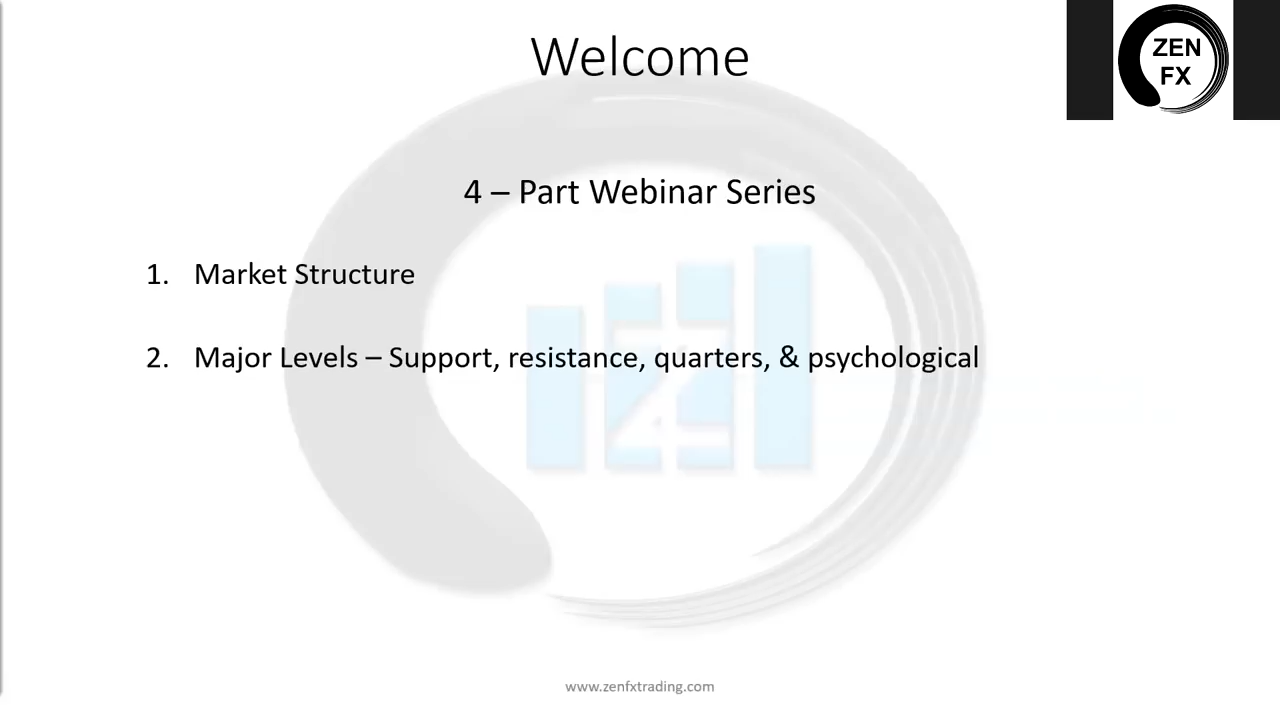 Welcome
ZEN
FX
4 – Part Webinar Series
1. Market Structure
2. Major Levels – Support, resistance, quarters, & psychological
www.zenfxtrading.com